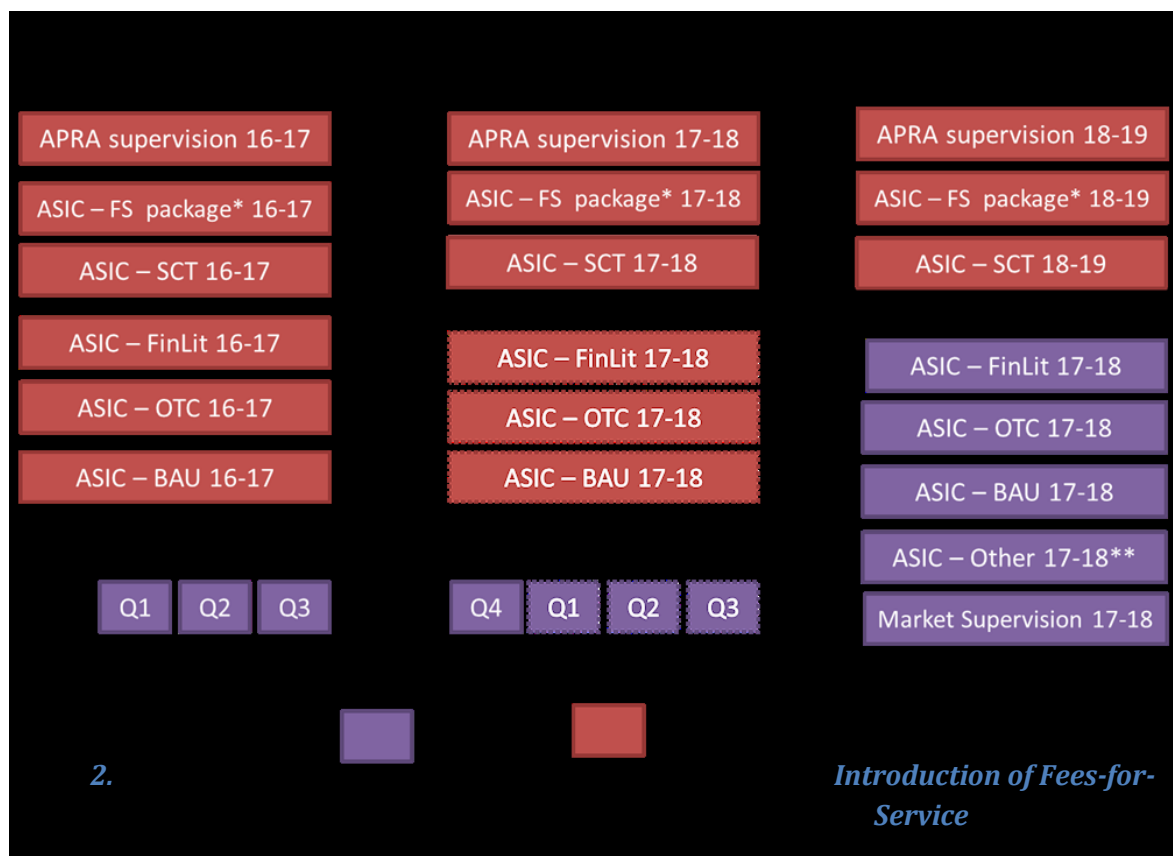 APRA supervision 16-17
ASIC – FS  package* 16-17
ASIC – SCT 16-17
ASIC – FinLit 16-17
ASIC – OTC 16-17
ASIC – BAU 16-17
Q1 Q2 Q3
APRA supervision 17-18
ASIC – FS  package* 17-18
ASIC – SCT 17-18
ASIC – FinLit 17-18
ASIC – OTC 17-18
ASIC – BAU 17-18
Q4 Q1 Q2 Q3
APRA supervision 18-19
ASIC – FS  package* 18-19
ASIC – SCT 18-19
ASIC – FinLit 17-18
ASIC – OTC 17-18
ASIC – BAU 17-18
ASIC – Other 17-18**
Market Supervision 17-18
2. Introduction of Fees-for-
Service